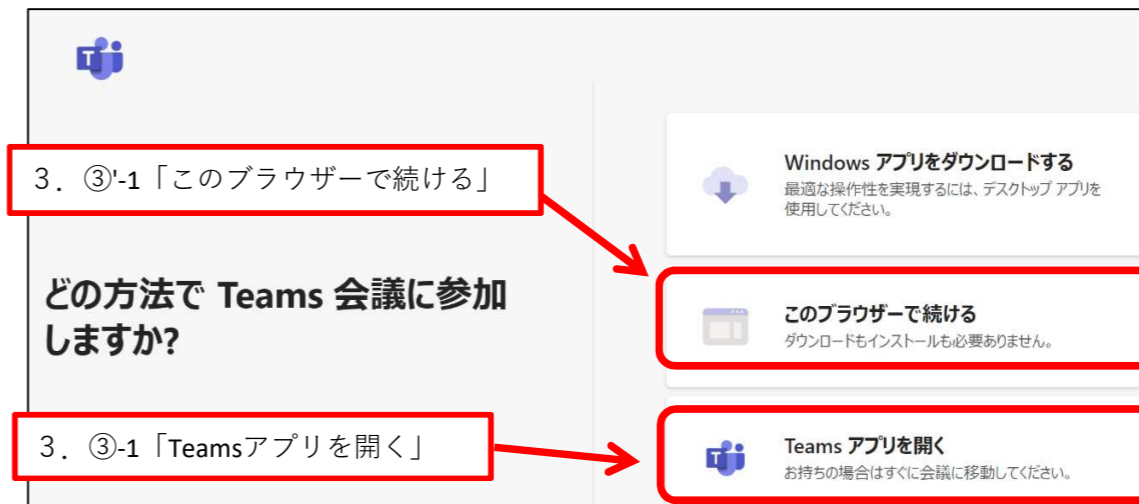 T
3．③'-1「このブラウザーで続ける」
どの方法で Teams 会議に参加
しますか?
3．③-1「Teamsアプリを開く」
Windows アプリをダウンロードする
最適な操作性を実現するには、デスクトップ アプリを
使用してください。
このブラウザーで続ける
ダウンロードもインストールも必要ありません。
T
Teams アプリを開く
お持ちの場合はすぐに会議に移動してください。